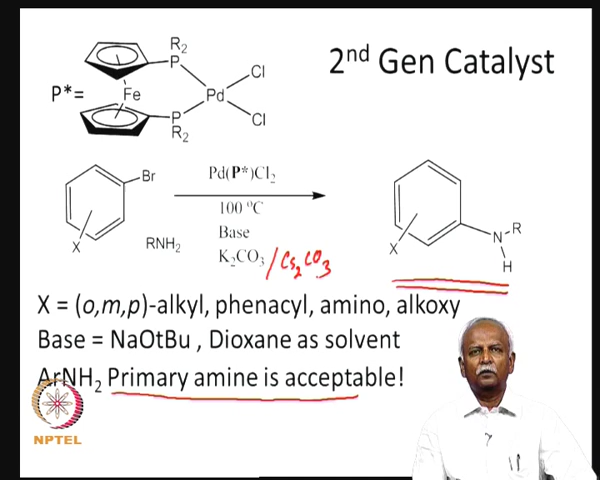 2nd Gen Catalyst
R2
P
Cl
P*=
Fe
Pd
P
Cl
R2
Br
Pd(P*)Cl2
100 ºC
Base
K2CO3 / Cs2CO3
X
RNH2
X
N-R
H
X = (o,m,p)-alkyl, phenacyl, amino, alkoxy
Base = NaOtBu , Dioxane as solvent
ArNH2 Primary amine is acceptable!
NPTEL